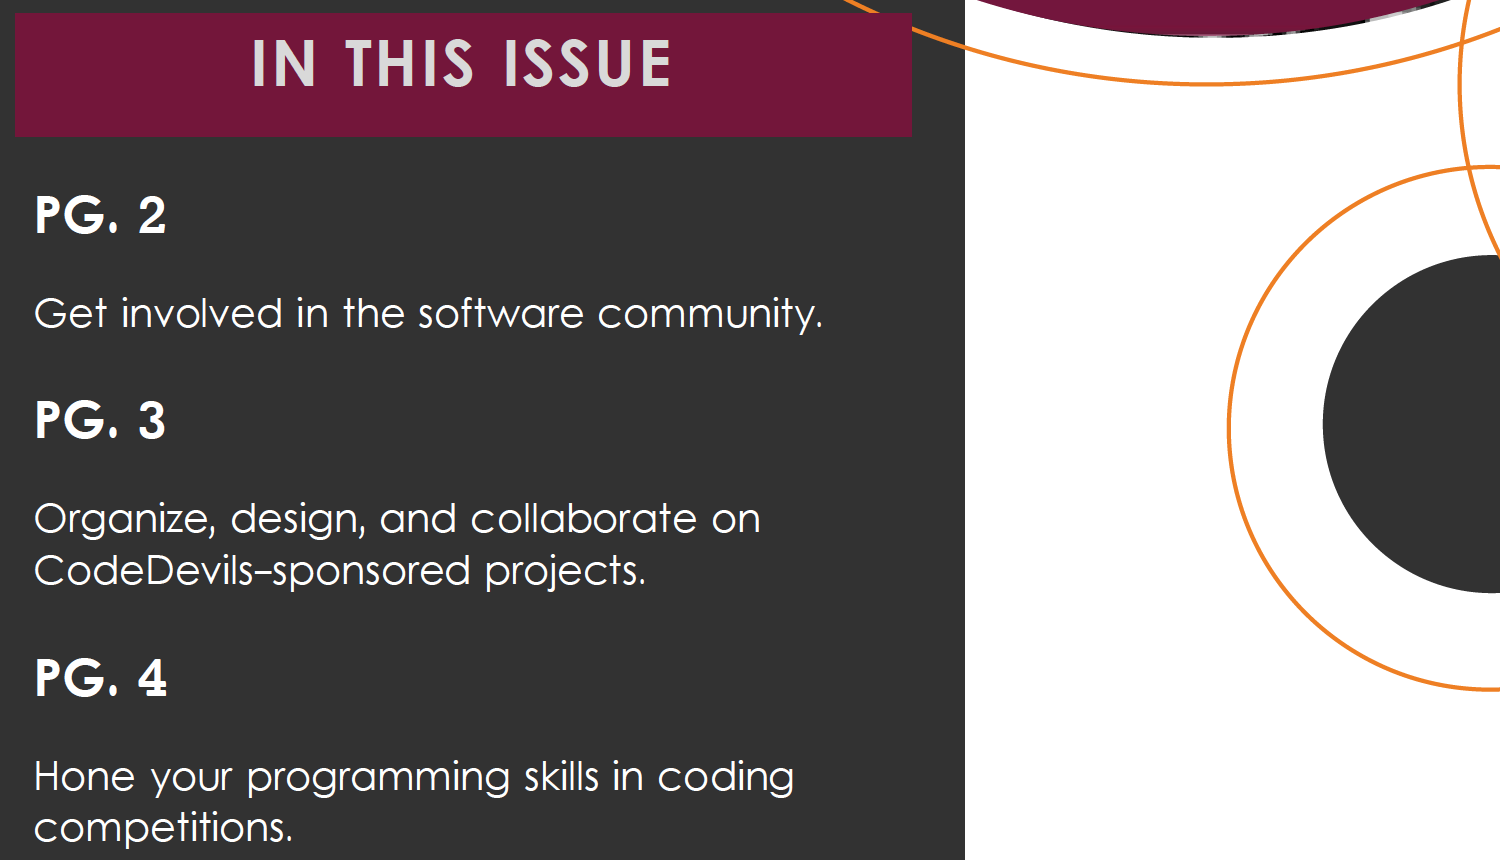 IN THIS ISSUE
PG. 2
Get involved in the software community.
PG. 3
Organize, design, and collaborate on
CodeDevils–sponsored projects.
PG. 4
Hone your programming skills in coding
competitions.